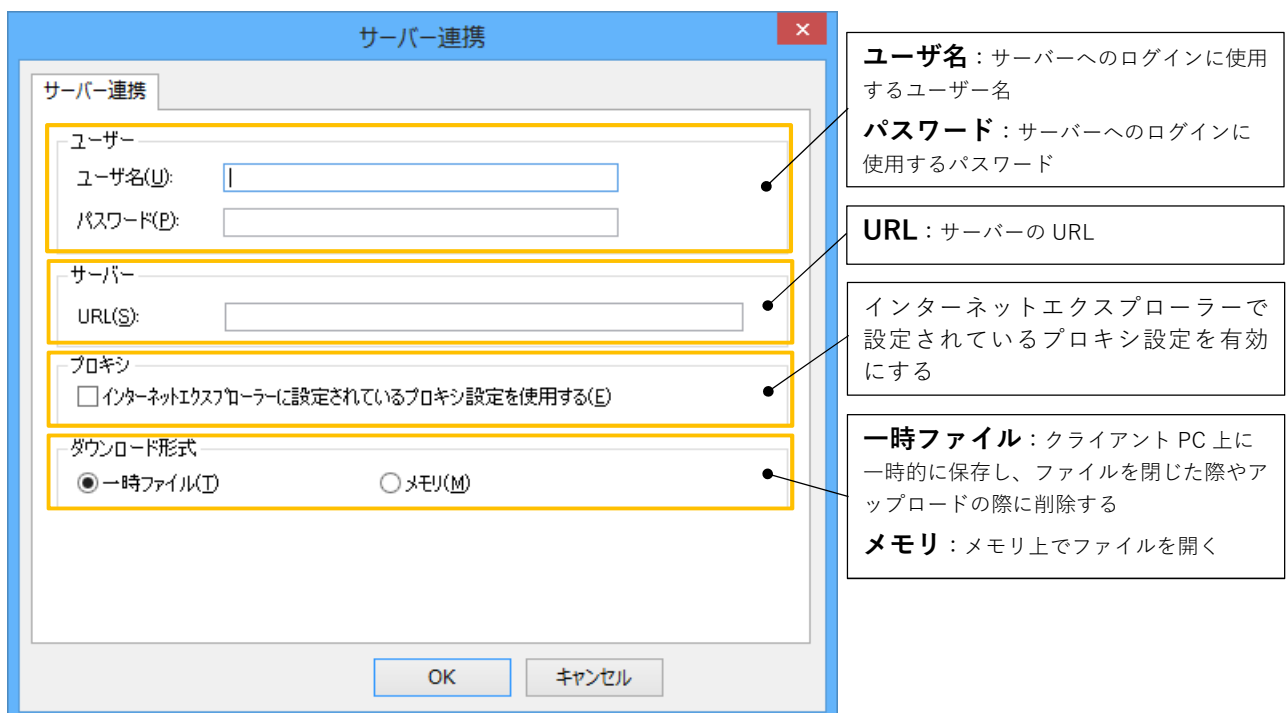 サーバー連携
サーバー連携
ユーザー
ユーザ名(U):
パスワード(P):
サーバー
URL(S):
プロキシ
インターネットエクスプローラーに設定されているプロキシ設定を使用する(E)
ダウンロード形式
一時ファイル(T)
メモリ(M)
OK
キャンセル
ユーザ名：サーバーへのログインに使用
するユーザー名
パスワード：サーバーへのログインに
使用するパスワード
URL：サーバーの URL
インターネットエクスプローラーで
設定されているプロキシ設定を有効
にする
一時ファイル：クライアント PC 上に
一時的に保存し、ファイルを閉じた際やア
ップロードの際に削除する
メモリ：メモリ上でファイルを開く